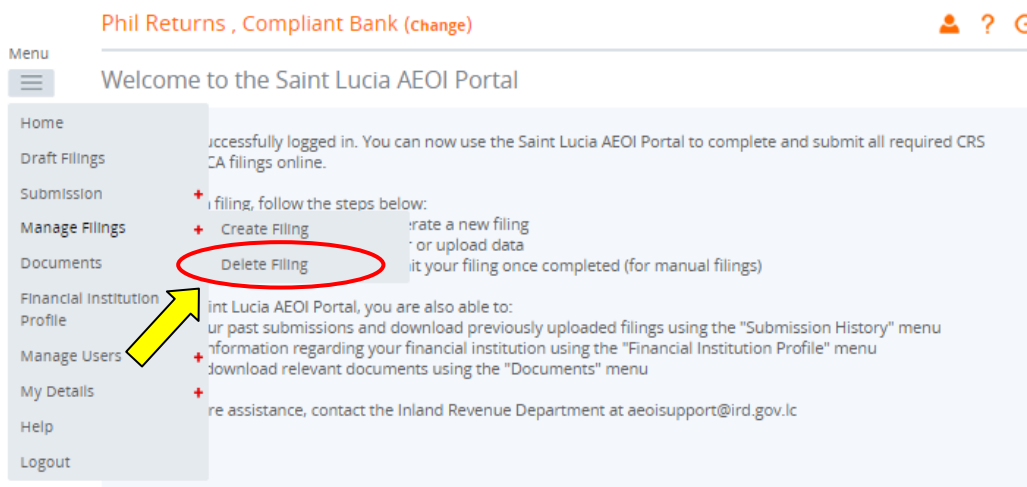 Phil Returns , Compliant Bank (Change)
?
Menu
Welcome to the Saint Lucia AEOI Portal
Home
Draft Filings
Submission +
Manage Filings +
Documents
Financial Institution
Profile
Manage Users +
My Details +
Help
Logout
Create Filing
Delete Filing
successfully logged in. You can now use the Saint Lucia AEOI Portal to complete and submit all required CRS
CA filings online.
filing, follow the steps below:
erate a new filing
or upload data
it your filing once completed (for manual filings)
int Lucia AEOI Portal, you are also able to:
ur past submissions and download previously uploaded filings using the "Submission History" menu
nformation regarding your financial institution using the "Financial Institution Profile" menu
download relevant documents using the "Documents" menu
re assistance, contact the Inland Revenue Department at aeoisupport@ird.gov.lc